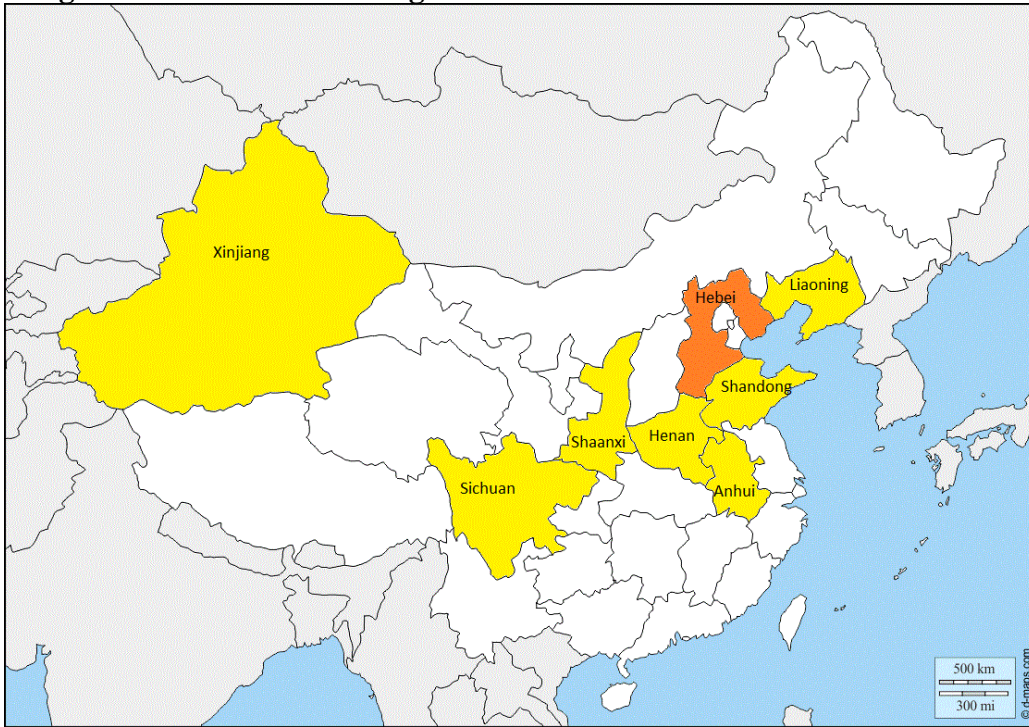 Xinjiang
Hebei
Liaoning
Shandong
Shaanxi
Henan
Sichuan
Anhui
500 km
300 mi
© d-maps.com